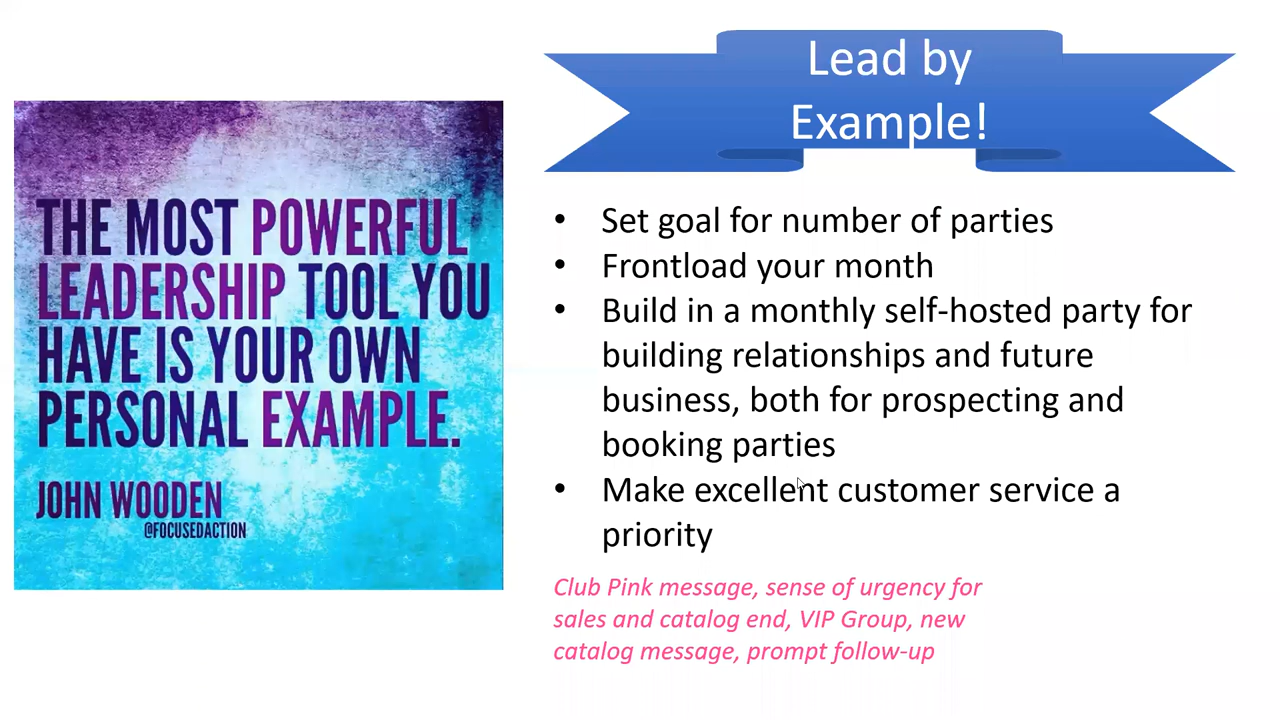 THE MOST POWERFUL
LEADERSHIP TOOL YOU
HAVE IS YOUR OWN
PERSONAL EXAMPLE.
JOHN WOODEN
@FOCUSEDACTION
Lead by
Example!
• Set goal for number of parties
• Frontload your month
• Build in a monthly self-hosted party for
building relationships and future
business, both for prospecting and
booking parties
• Make excellent customer service a
priority
Club Pink message, sense of urgency for
sales and catalog end, VIP Group, new
catalog message, prompt follow-up